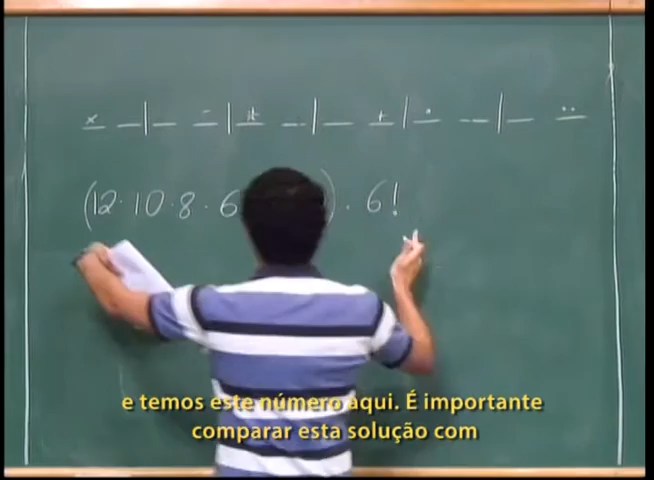 × _ | _ - | * _ | _ + | · _ | _ ··
(12 · 10 · 8 · 6 ) · 6!
e temos este número aqui. É importante
comparar esta solução com